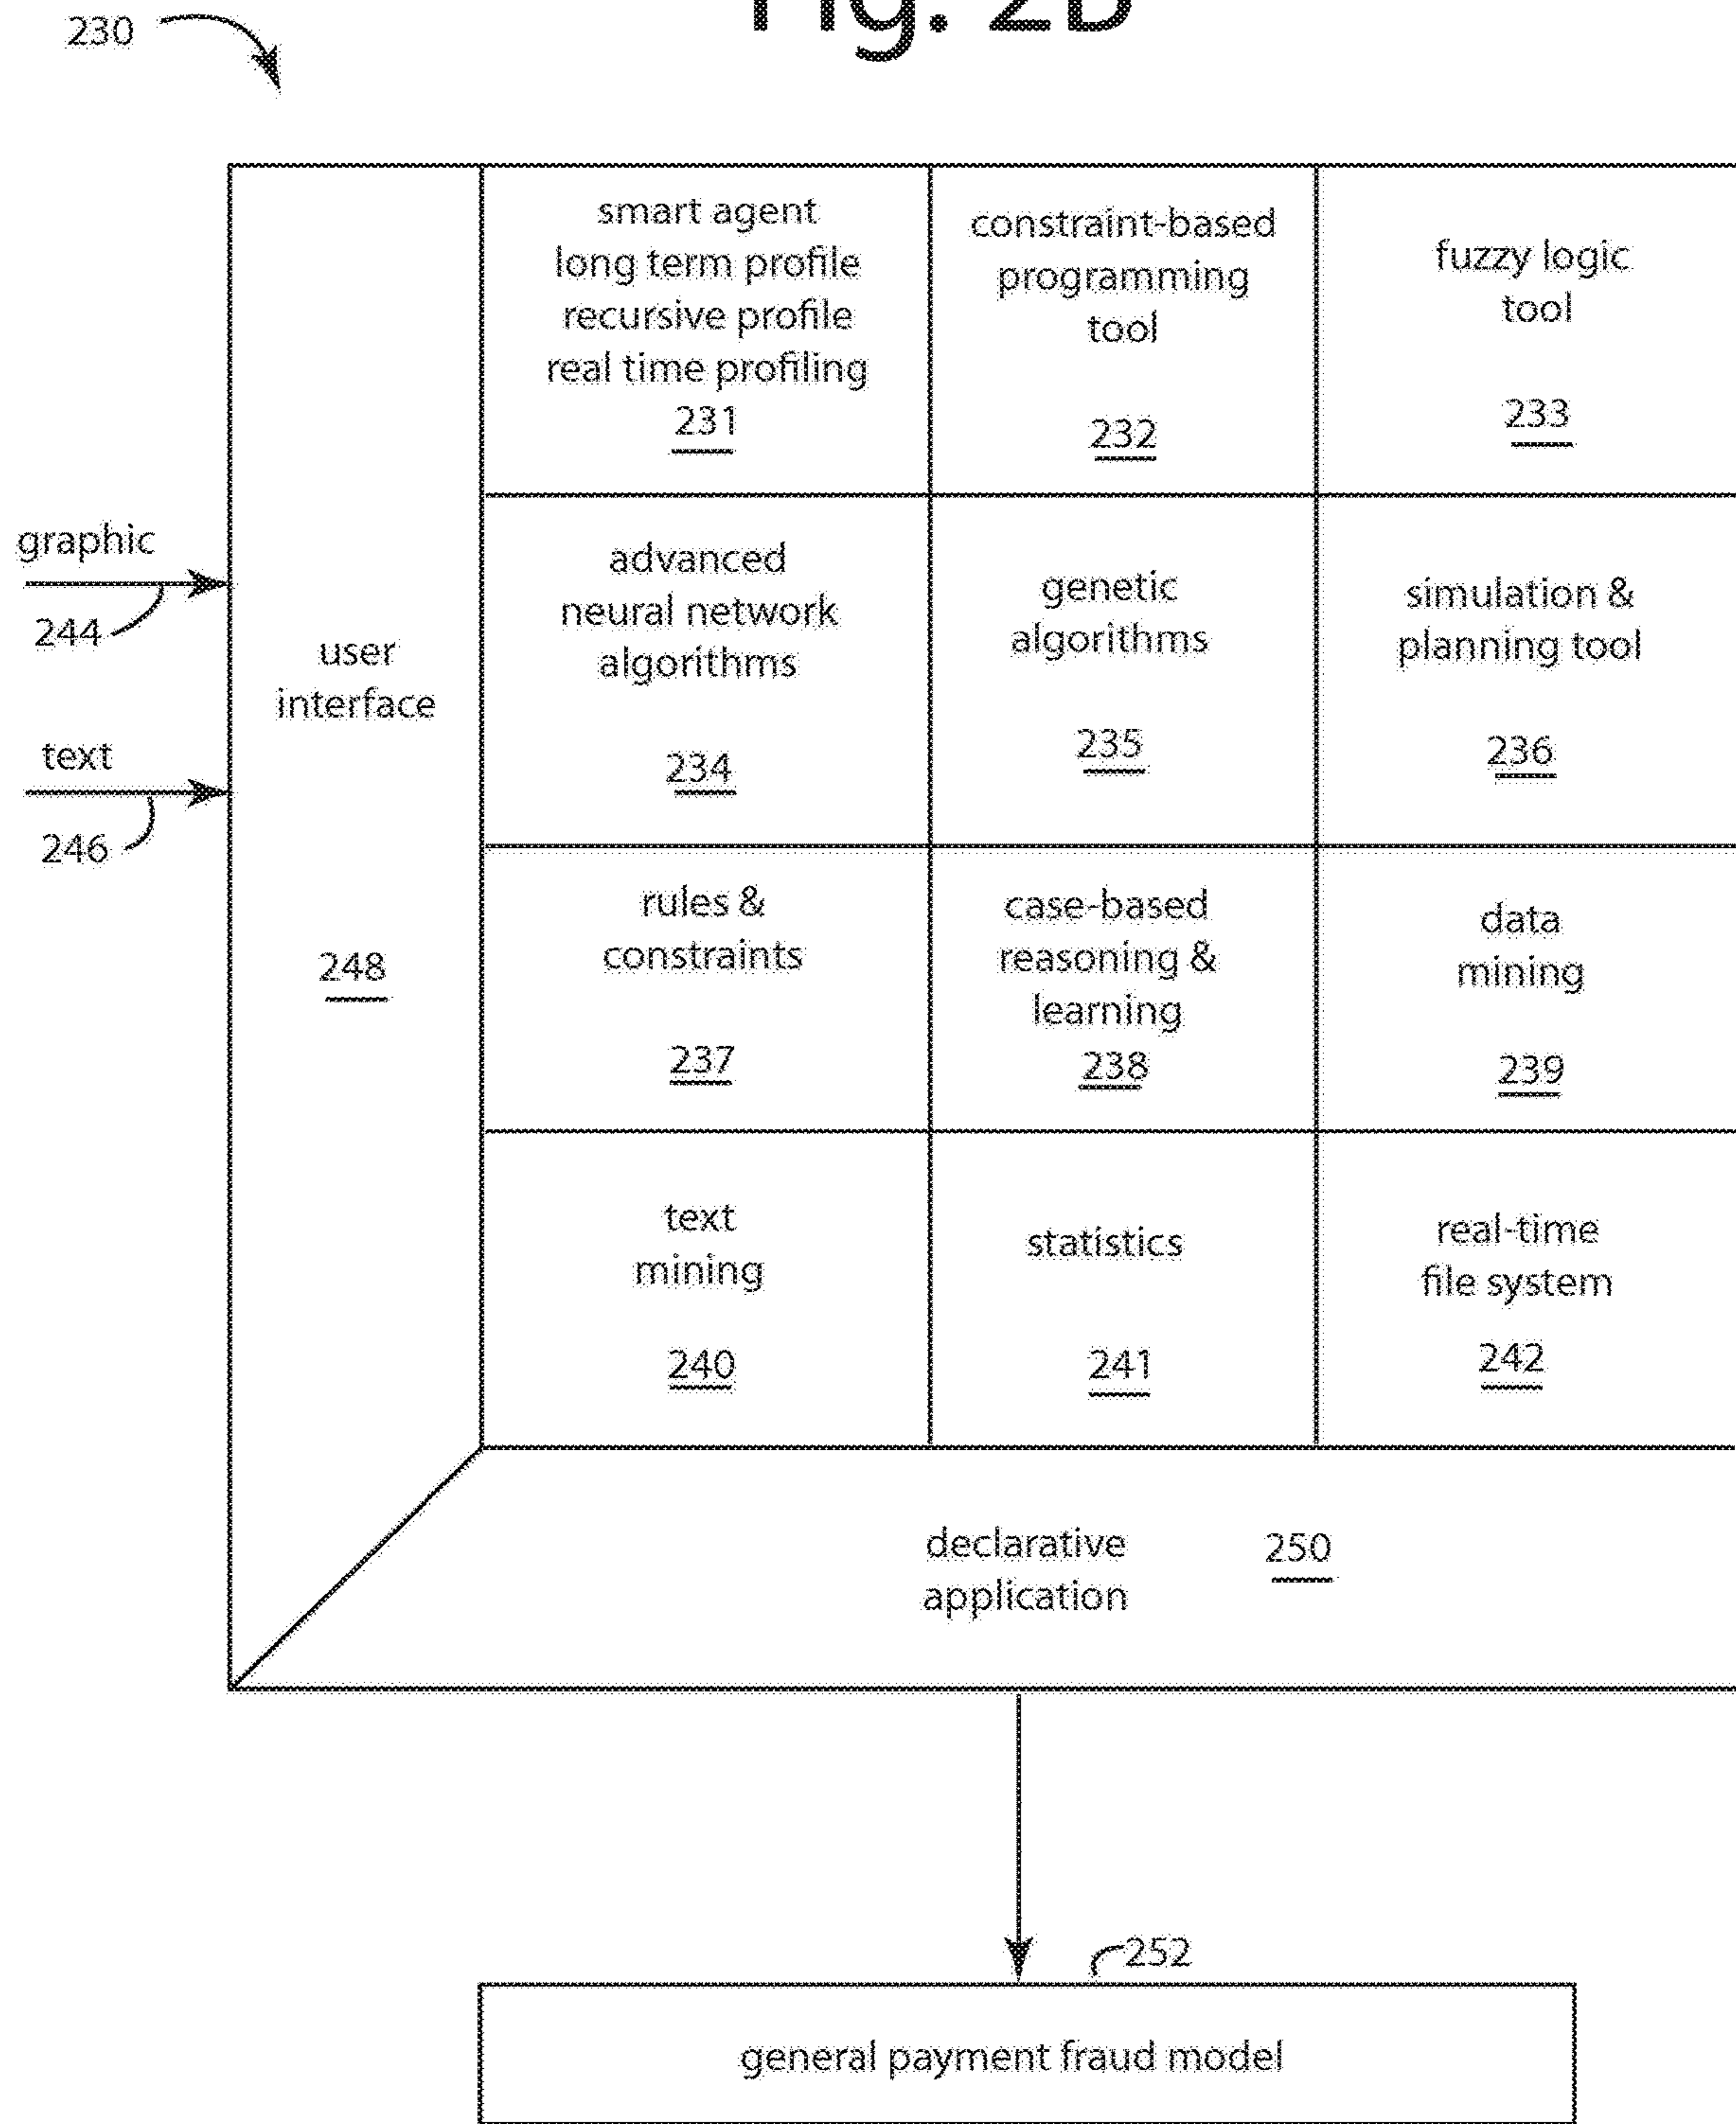 Fig. 2B
230
smart agent
long term profile
recursive profile
real time profiling
231
constraint-based
programming
tool
232
fuzzy logic
tool
233
graphic
244
text
246
user
interface
248
advanced
neural network
algorithms
234
genetic
algorithms
235
simulation &
planning tool
236
rules &
constraints
237
case-based
reasoning &
learning
238
data
mining
239
text
mining
240
statistics
241
real-time
file system
242
declarative
application
250
252
general payment fraud model